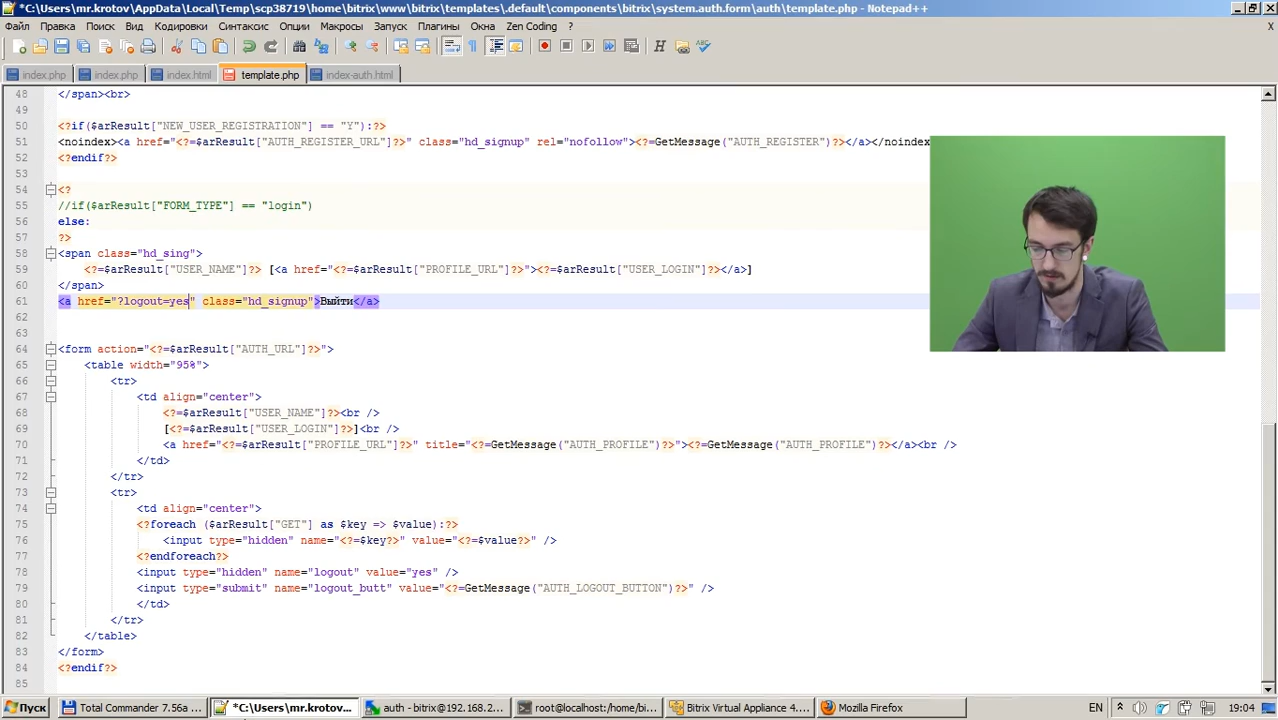 *C:\Users\mr.krotov\AppData\Local\Temp\scp38719\home\bitrix\www\bitrix\templates\.default\components\bitrix\system.auth.form\auth\template.php - Notepad++
Файл Правка Поиск Вид Кодировки Синтаксис Опции Макросы Запуск Плагины Окна Zen Coding ? X
index.php index.php index.html template.php index-auth.html
48 </span><br>
49
50 <?if($arResult["NEW_USER_REGISTRATION"] == "Y"):?>
51 <noindex><a href="<?=$arResult["AUTH_REGISTER_URL"]?>" class="hd_signup" rel="nofollow"><?=GetMessage("AUTH_REGISTER")?></a></noindex
52 <?endif?>
53
54 <?
55 //if($arResult["FORM_TYPE"] == "login")
56 else:
57 ?>
58 <span class="hd_sing">
59 <?=$arResult["USER_NAME"]?> [<a href="<?=$arResult["PROFILE_URL"]?>"><?=$arResult["USER_LOGIN"]?></a>]
60 </span>
61 <a href="?logout=yes" class="hd_signup">Выйти</a>
62
63
64 <form action="<?=$arResult["AUTH_URL"]?>">
65 <table width="95%">
66 <tr>
67 <td align="center">
68 <?=$arResult["USER_NAME"]?><br />
69 [<?=$arResult["USER_LOGIN"]?>]<br />
70 <a href="<?=$arResult["PROFILE_URL"]?>" title="<?=GetMessage("AUTH_PROFILE")?>"><?=GetMessage("AUTH_PROFILE")?></a><br />
71 </td>
72 </tr>
73 <tr>
74 <td align="center">
75 <?foreach ($arResult["GET"] as $key => $value):?>
76 <input type="hidden" name="<?=$key?>" value="<?=$value?>" />
77 <?endforeach?>
78 <input type="hidden" name="logout" value="yes" />
79 <input type="submit" name="logout_butt" value="<?=GetMessage("AUTH_LOGOUT_BUTTON")?>" />
80 </td>
81 </tr>
82 </table>
83 </form>
84 <?endif?>
85
Пуск Total Commander 7.56a ... *C:\Users\mr.krotov... auth - bitrix@192.168.2... root@localhost:/home/bi... Bitrix Virtual Appliance 4.... Mozilla Firefox EN 19:04